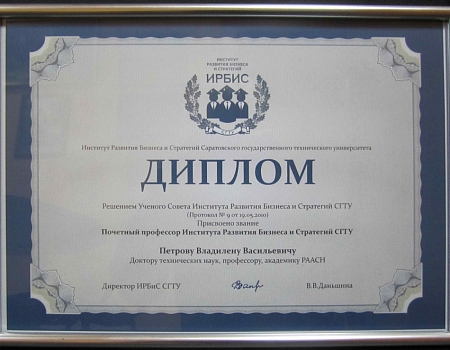 ИНСТИТУТ
РАЗВИТИЯ БИЗНЕСА
И СТРАТЕГИЙ
ИРБИС
СГТУ
Институт Развития Бизнеса и Стратегий Саратовского государственного технического университета
ДИПЛОМ
Решением Ученого Совета Института Развития Бизнеса и Стратегий СГТУ
(Протокол № 9 от 19.05.2010)
Присвоено звание
Почетный профессор Института Развития Бизнеса и Стратегий СГТУ
Петрову Владилену Васильевичу
Доктору технических наук, профессору, академику РААСН
Директор ИРБиС СГТУ В.В.Даньшина